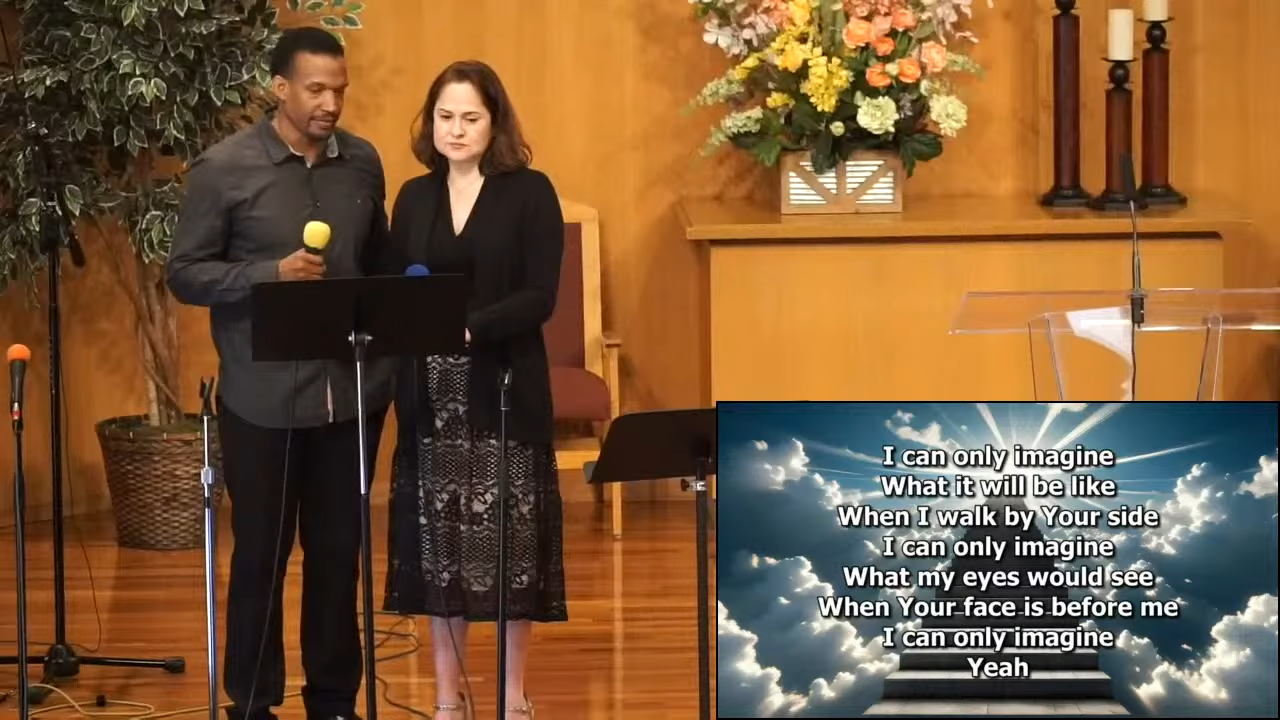 I can only imagine
What it will be like
When I walk by Your side
I can only imagine
What my eyes would see
When Your face is before me
I can only imagine
Yeah